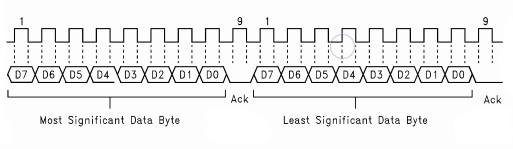 1 9 1 9
D7 D6 D5 D4 D3 D2 D1 D0 D7 D6 D5 D4 D3 D2 D1 D0
Ack Ack
Most Significant Data Byte Least Significant Data Byte